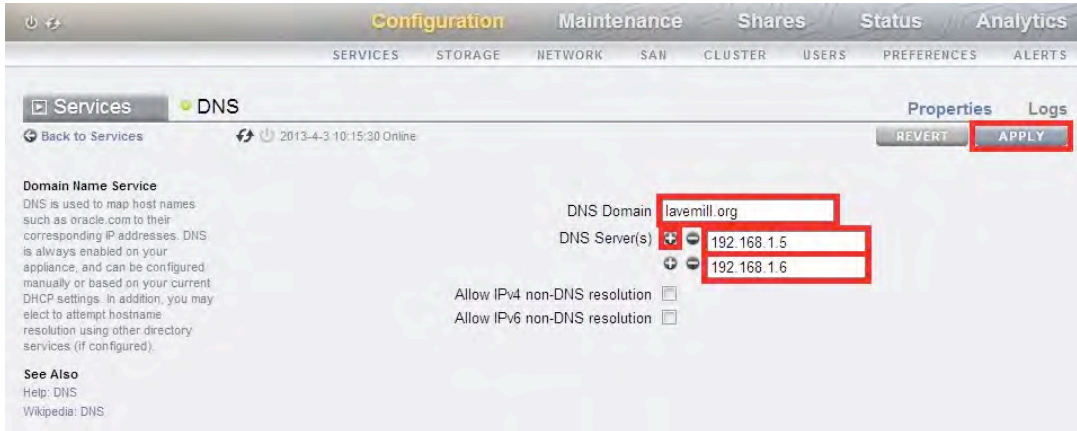 Configuration Maintenance Shares Status Analytics
SERVICES STORAGE NETWORK SAN CLUSTER USERS PREFERENCES ALERTS
Services DNS Properties Logs
Back to Services 2013-4-3 10:15:30 Online REVERT APPLY
Domain Name Service
DNS is used to map host names
such as oracle.com to their
corresponding IP addresses. DNS
is always enabled on your
appliance, and can be configured
manually or based on your current
DHCP settings. In addition, you may
elect to attempt hostname
resolution using other directory
services (if configured).
See Also
Help: DNS
Wikipedia: DNS
DNS Domain lavemill.org
DNS Server(s) 192.168.1.5
192.168.1.6
Allow IPv4 non-DNS resolution
Allow IPv6 non-DNS resolution